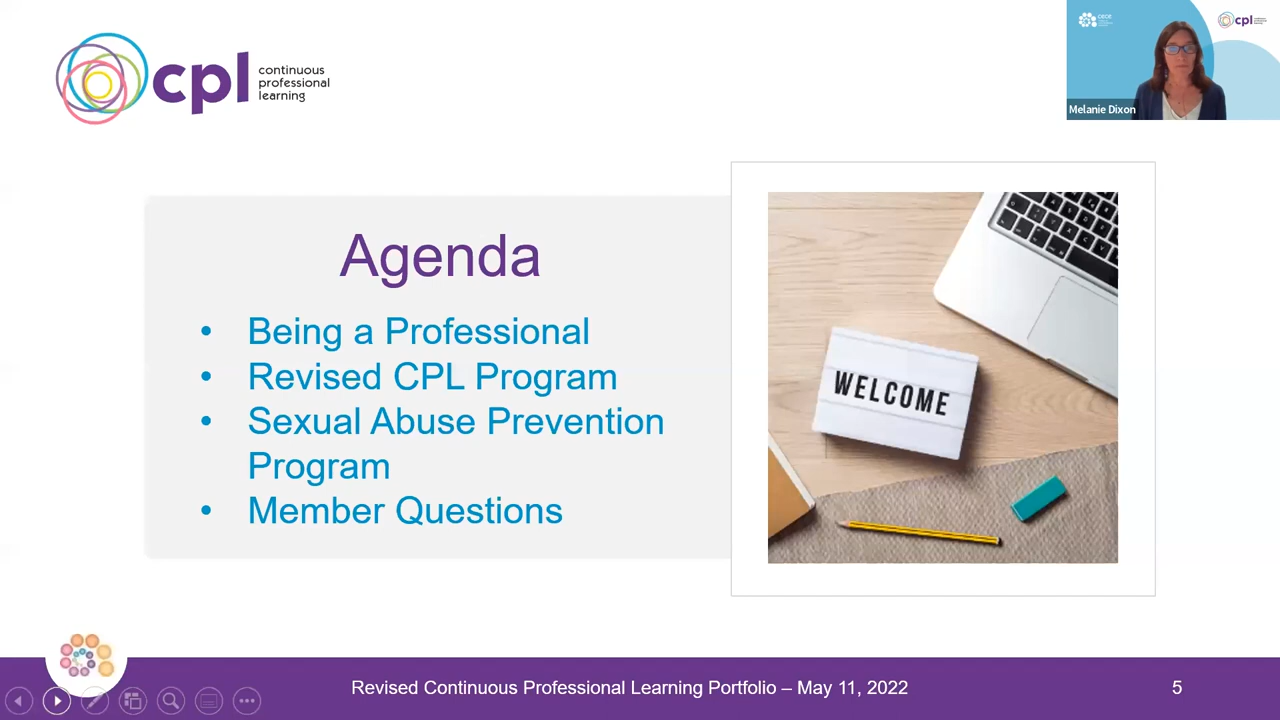 cpl
continuous
professional
learning
cpl
Melanie Dixon
Agenda
• Being a Professional
• Revised CPL Program
• Sexual Abuse Prevention
Program
• Member Questions
WELCOME
Revised Continuous Professional Learning Portfolio – May 11, 2022
5